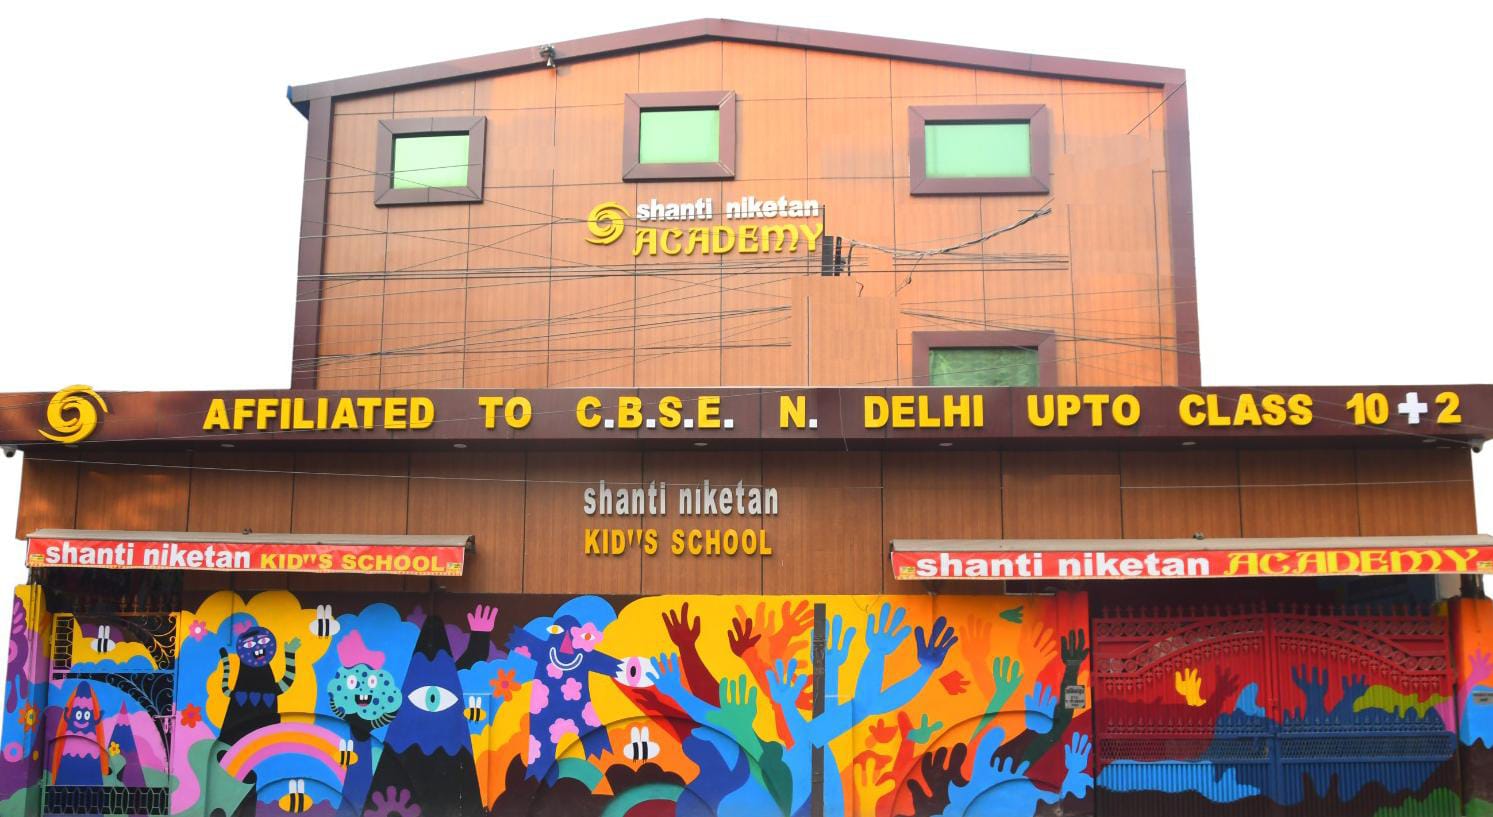 shanti niketan
ACADEMY
AFFILIATED TO C.B.S.E. N. DELHI UPTO CLASS 10+2
shanti niketan
KID''S SCHOOL
shanti niketan KID''S SCHOOL
shanti niketan ACADEMY